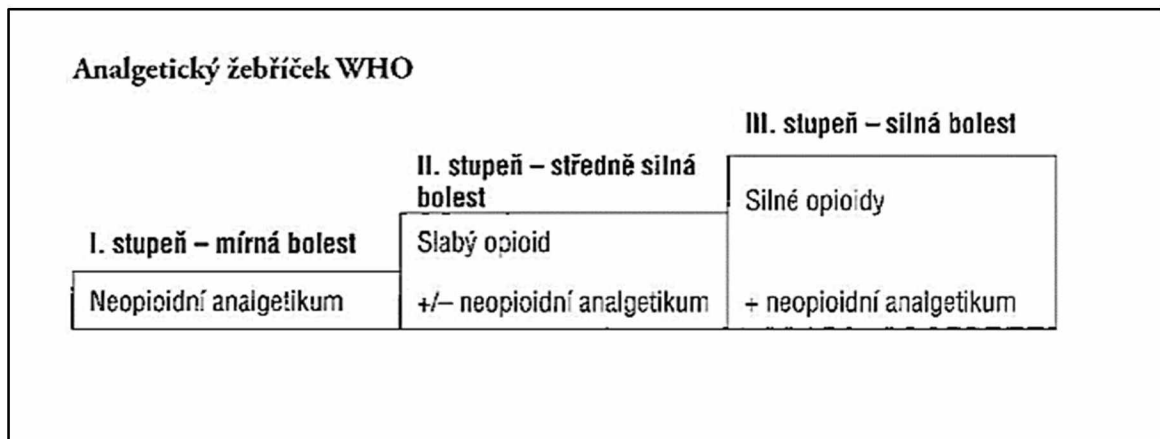 Analgetický žebříček WHO
III. stupeň – silná bolest
II. stupeň – středně silná
bolest
Silné opioidy
I. stupeň – mírná bolest
Slabý opioid
Neopioidní analgetikum
+/– neopioidní analgetikum
+ neopioidní analgetikum